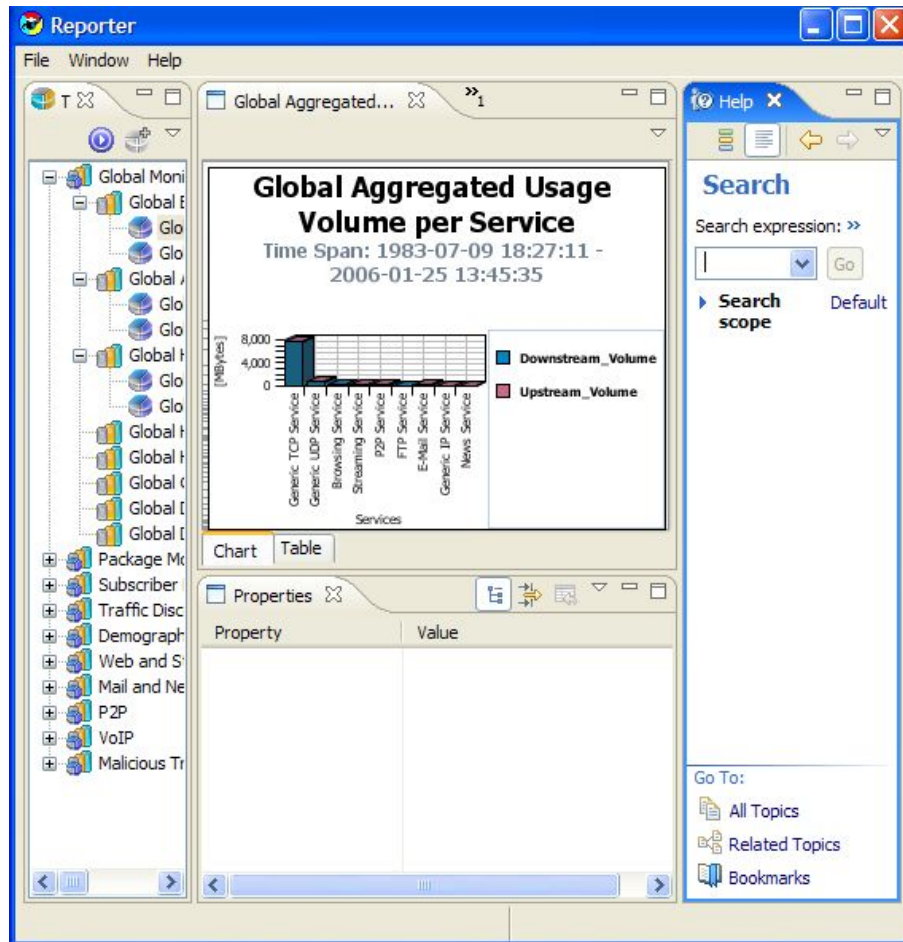 Reporter
File Window Help
T
Global Moni
Global E
Glo
Glo
Global A
Glo
Glo
Global H
Glo
Glo
Global H
Global H
Global C
Global D
Global D
Package Mo
Subscriber
Traffic Disc
Demograph
Web and S
Mail and Ne
P2P
VoIP
Malicious Tr
Global Aggregated... »1
Global Aggregated Usage
Volume per Service
Time Span: 1983-07-09 18:27:11 -
2006-01-25 13:45:35
[MBytes]
8,000
4,000
0
Generic TCP Service
Generic UDP Service
Browsing Service
Streaming Service
P2P Service
FTP Service
E-Mail Service
Generic IP Service
News Service
Services
Downstream_Volume
Upstream_Volume
Chart Table
Properties
Property Value
Help
Search
Search expression: »
Go
Search scope Default
Go To:
All Topics
Related Topics
Bookmarks